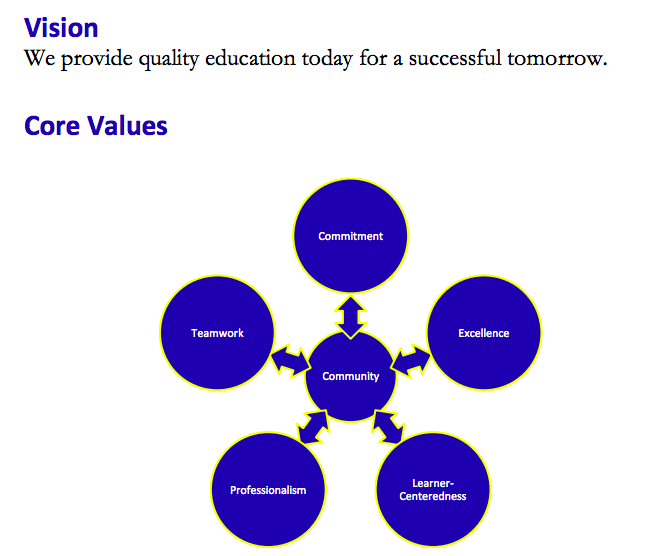 Vision
We provide quality education today for a successful tomorrow.
Core Values
Commitment
Teamwork
Excellence
Community
Professionalism
Learner-
Centeredness